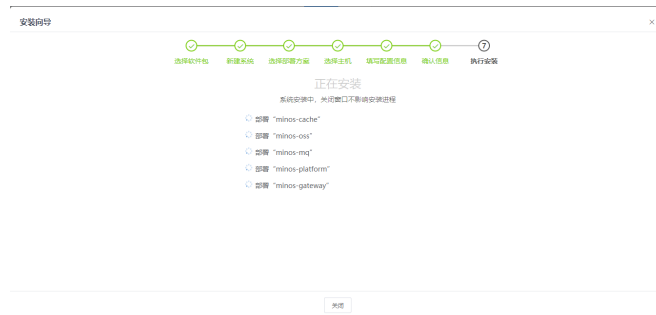 安装向导
×
7
选择软件包 新建系统 选择部署方案 选择主机 填写配置信息 确认信息 执行安装
正在安装
系统安装中，关闭窗口不影响安装进程
部署 "minos-cache"
部署 "minos-oss"
部署 "minos-mq"
部署 "minos-platform"
部署 "minos-gateway"
关闭